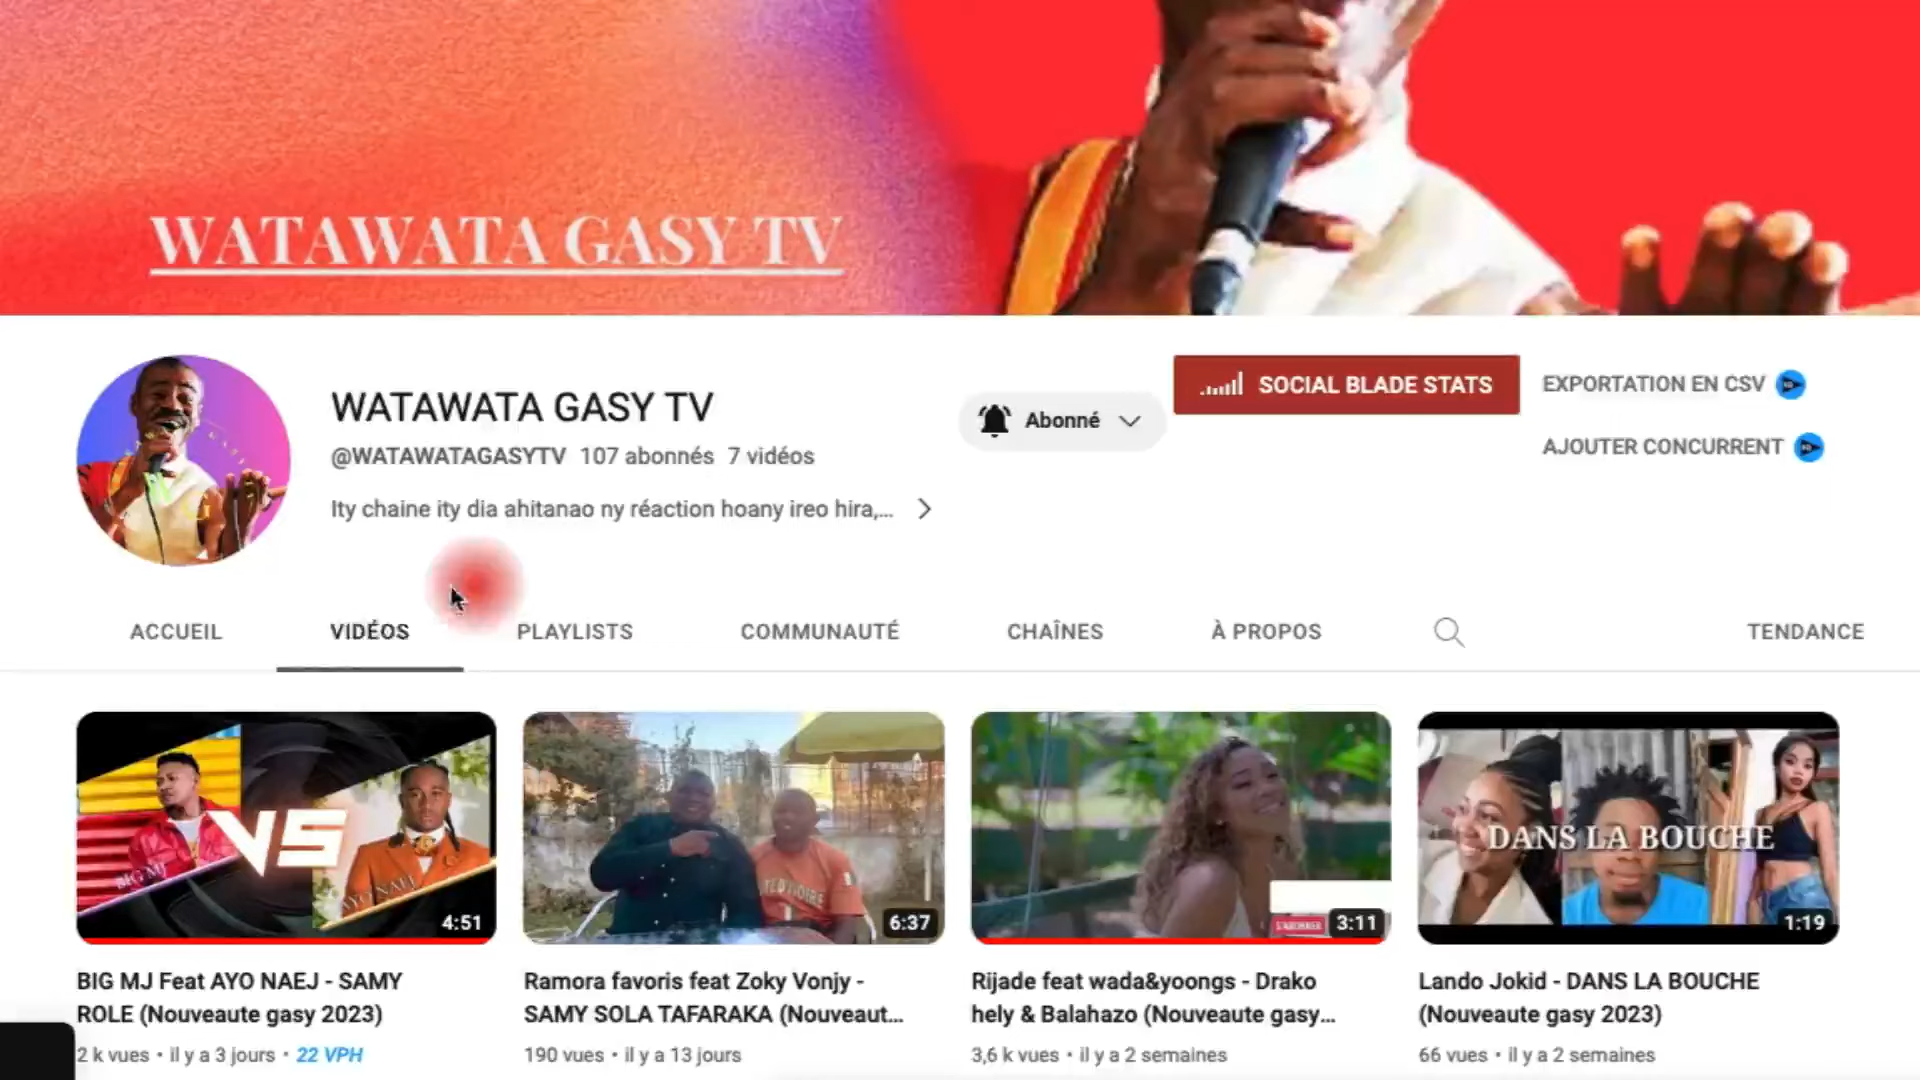 WATAWATA GASY TV
WATAWATA GASY TV
@WATAWATAGASYTV 107 abonnés 7 vidéos
Ity chaine ity dia ahitanao ny réaction hoany ireo hira,...
Abonné
SOCIAL BLADE STATS
EXPORTATION EN CSV
AJOUTER CONCURRENT
ACCUEIL VIDÉOS PLAYLISTS COMMUNAUTÉ CHAÎNES À PROPOS TENDANCE
BIG MJ
VS
AYO NAEJ
4:51
6:37
S'ABONNER
3:11
DANS LA BOUCHE
1:19
BIG MJ Feat AYO NAEJ - SAMY
ROLE (Nouveaute gasy 2023)
2 k vues • il y a 3 jours • 22 VPH
Ramora favoris feat Zoky Vonjy -
SAMY SOLA TAFARAKA (Nouveaut...
190 vues • il y a 13 jours
Rijade feat wada&yoongs - Drako
hely & Balahazo (Nouveaute gasy...
3,6 k vues • il y a 2 semaines
Lando Jokid - DANS LA BOUCHE
(Nouveaute gasy 2023)
66 vues • il y a 2 semaines